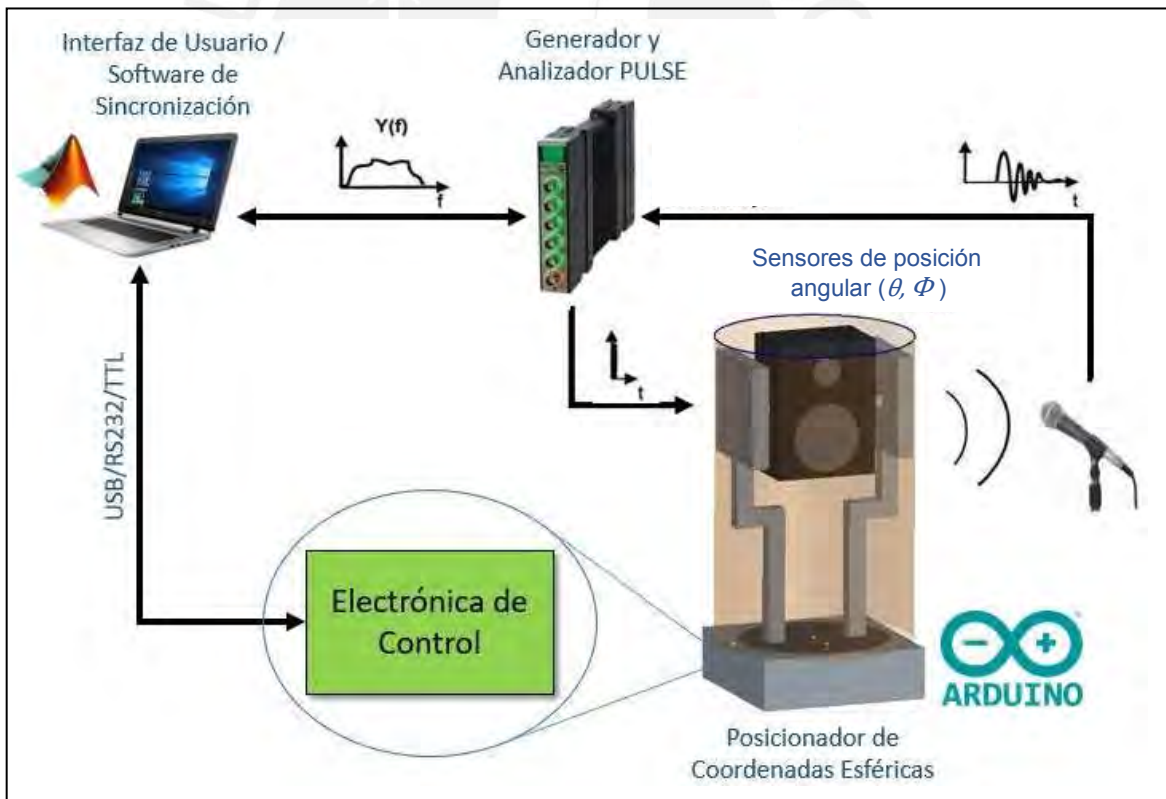 Interfaz de Usuario /
Software de
Sincronización
Generador y
Analizador PULSE
Y(f)
f
t
Sensores de posición
angular (θ, Φ)
t
USB/RS232/TTL
Electrónica de
Control
ARDUINO
Posicionador de
Coordenadas Esféricas